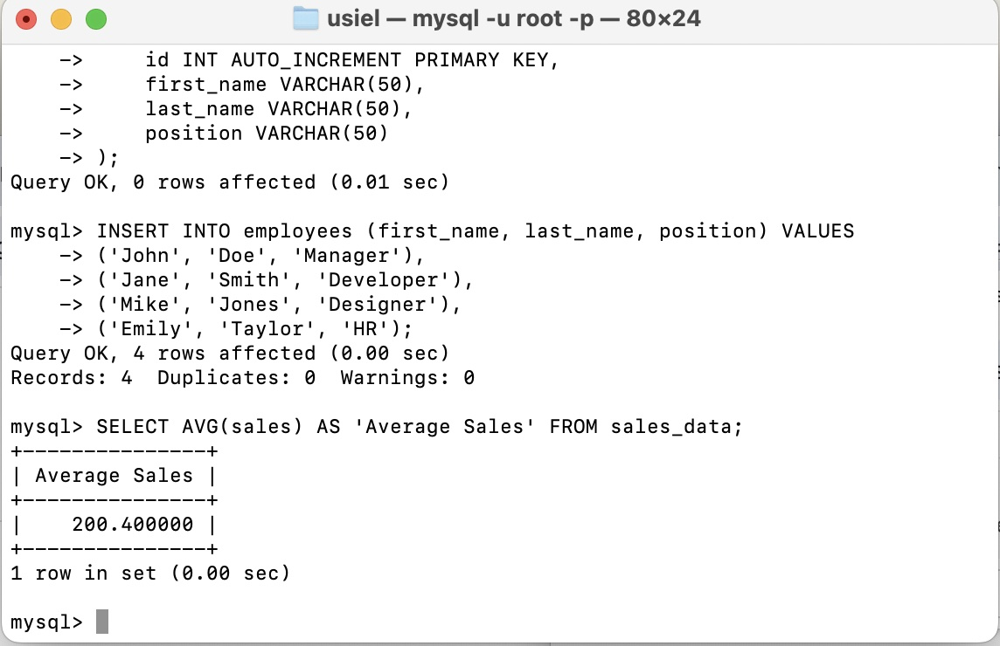 usiel — mysql -u root -p — 80×24
    ->     id INT AUTO_INCREMENT PRIMARY KEY,
    ->     first_name VARCHAR(50),
    ->     last_name VARCHAR(50),
    ->     position VARCHAR(50)
    -> );
Query OK, 0 rows affected (0.01 sec)
mysql> INSERT INTO employees (first_name, last_name, position) VALUES
    -> ('John', 'Doe', 'Manager'),
    -> ('Jane', 'Smith', 'Developer'),
    -> ('Mike', 'Jones', 'Designer'),
    -> ('Emily', 'Taylor', 'HR');
Query OK, 4 rows affected (0.00 sec)
Records: 4  Duplicates: 0  Warnings: 0
mysql> SELECT AVG(sales) AS 'Average Sales' FROM sales_data;
+---------------+
| Average Sales |
+---------------+
|    200.400000 |
+---------------+
1 row in set (0.00 sec)
mysql>